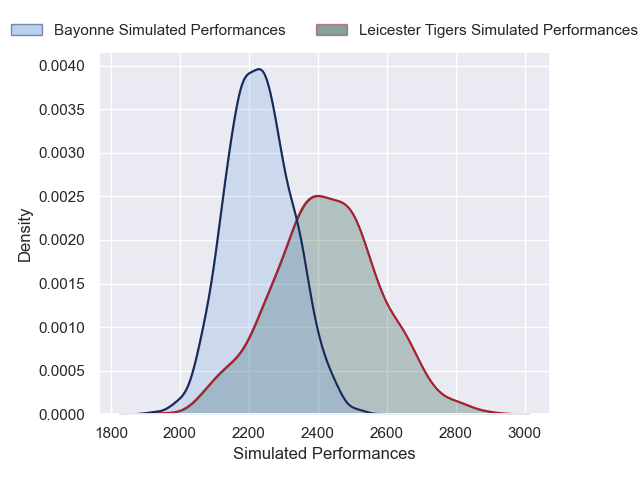 Bayonne Simulated Performances
Leicester Tigers Simulated Performances
0.0040
0.0035
0.0030
0.0025
0.0020
0.0015
0.0010
0.0005
0.0000
Density
1800 2000 2200 2400 2600 2800 3000
Simulated Performances